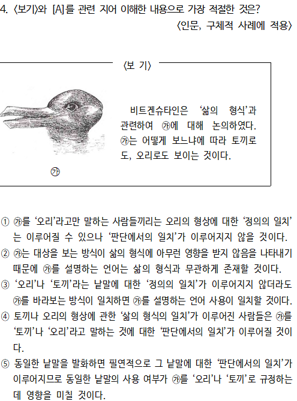 4. <보기>와 [A]를 관련 지어 이해한 내용으로 가장 적절한 것은?
<인문, 구체적 사례에 적용>
<보 기>
비트겐슈타인은 '삶의 형식'과
관련하여 ㉮에 대해 논의하였다.
㉮는 어떻게 보느냐에 따라 토끼로
도, 오리로도 보이는 것이다.
㉮
① ㉮를 '오리'라고만 말하는 사람들끼리는 오리의 형상에 대한 '정의의 일치'
는 이루어질 수 있으나 '판단에서의 일치'가 이루어지지 않을 것이다.
② ㉮는 대상을 보는 방식이 삶의 형식에 아무런 영향을 받지 않음을 나타내기
때문에 ㉮를 설명하는 언어는 삶의 형식과 무관하게 존재할 것이다.
③ '오리'나 '토끼'라는 낱말에 대한 '정의의 일치'가 이루어지지 않더라도
㉮를 바라보는 방식이 일치하면 ㉮를 설명하는 언어 사용이 일치할 것이다.
④ 토끼나 오리의 형상에 관한 '삶의 형식의 일치'가 이루어진 사람들은 ㉮를
'토끼'나 '오리'라고 말하는 것에 대한 '판단에서의 일치'가 이루어질 것이
다.
⑤ 동일한 낱말을 발화하면 필연적으로 그 낱말에 대한 '판단에서의 일치'가
이루어지므로 동일한 낱말의 사용 여부가 ㉮를 '오리'나 '토끼'로 규정하는
데 영향을 미칠 것이다.